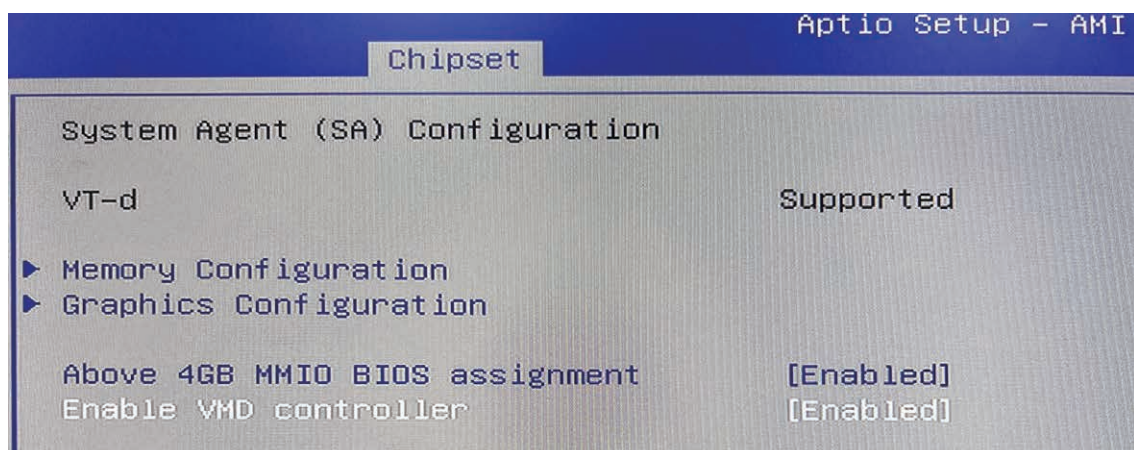 Aptio Setup - AMI
Chipset
System Agent (SA) Configuration
VT-d Supported
Memory Configuration
Graphics Configuration
Above 4GB MMIO BIOS assignment [Enabled]
Enable VMD controller [Enabled]